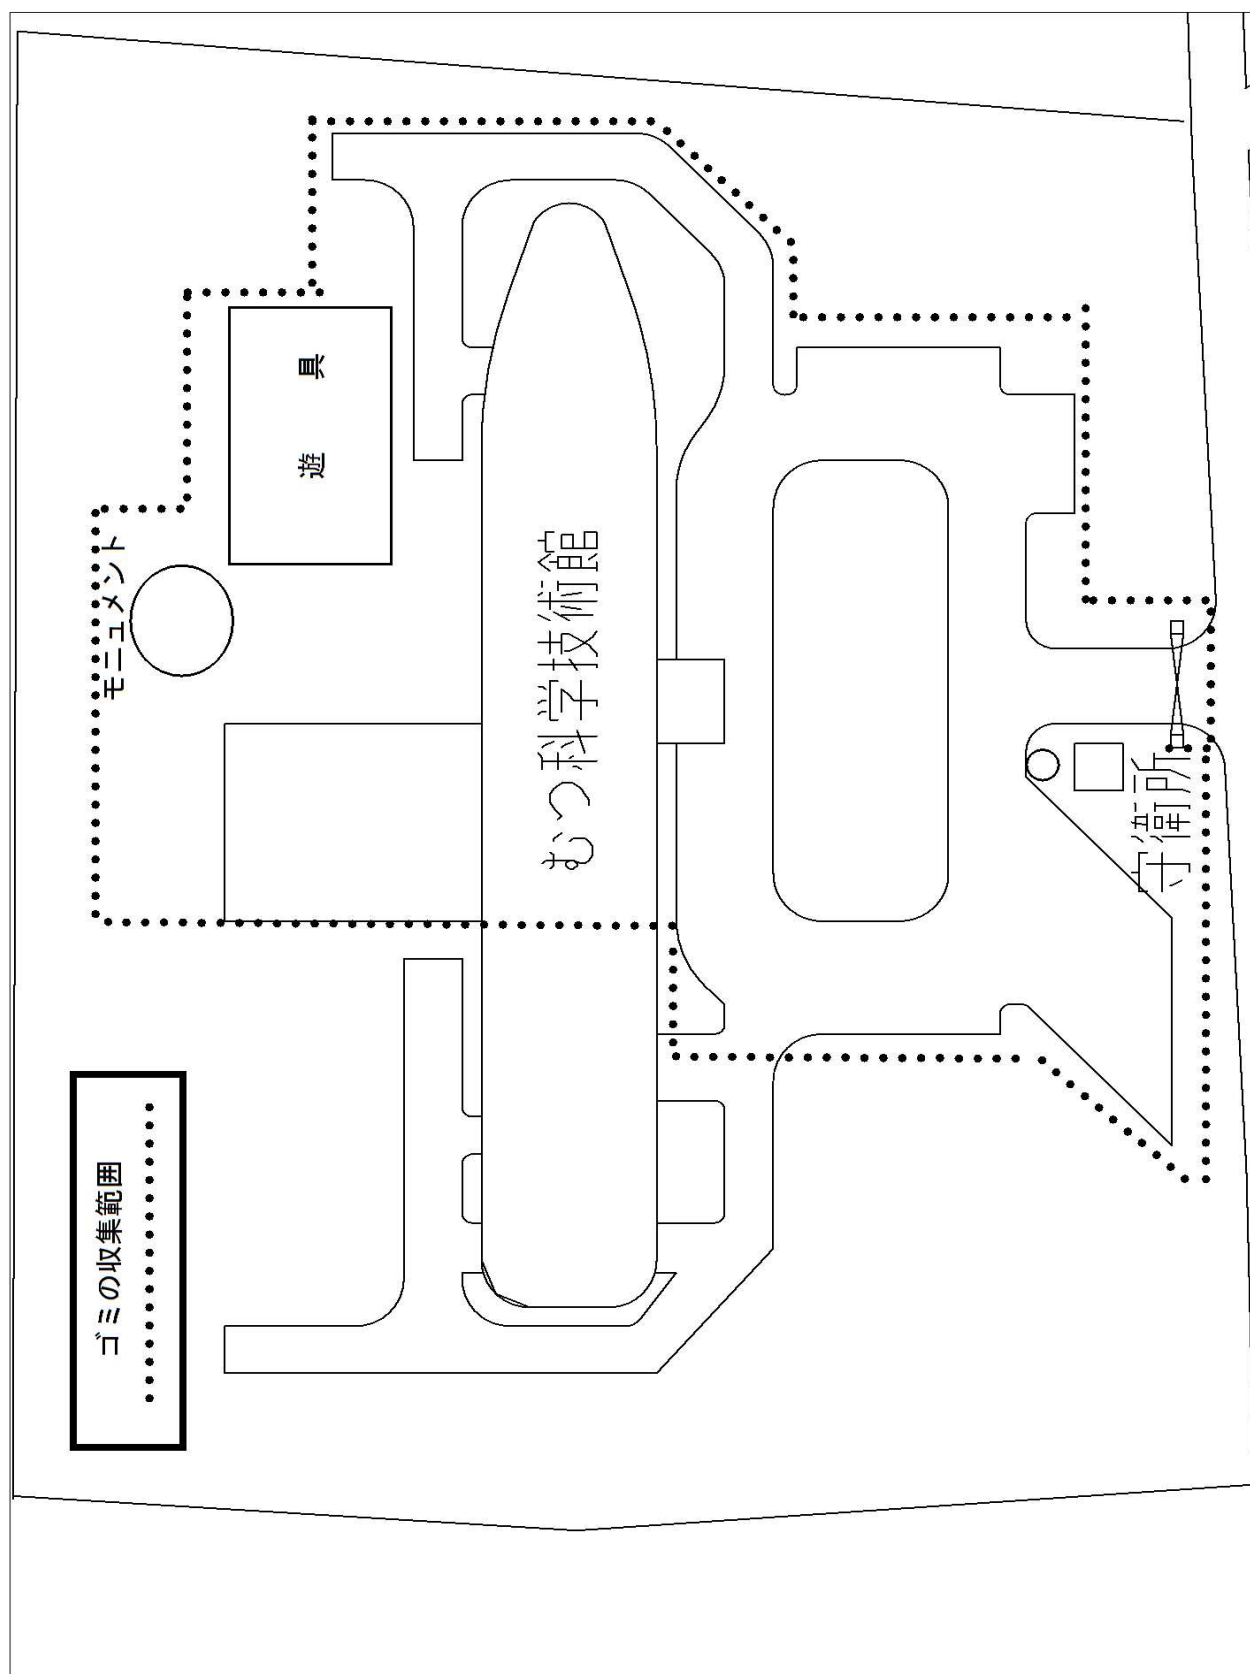 ゴミの収集範囲
モニュメント
遊具
むつ科学技術館
守衛所